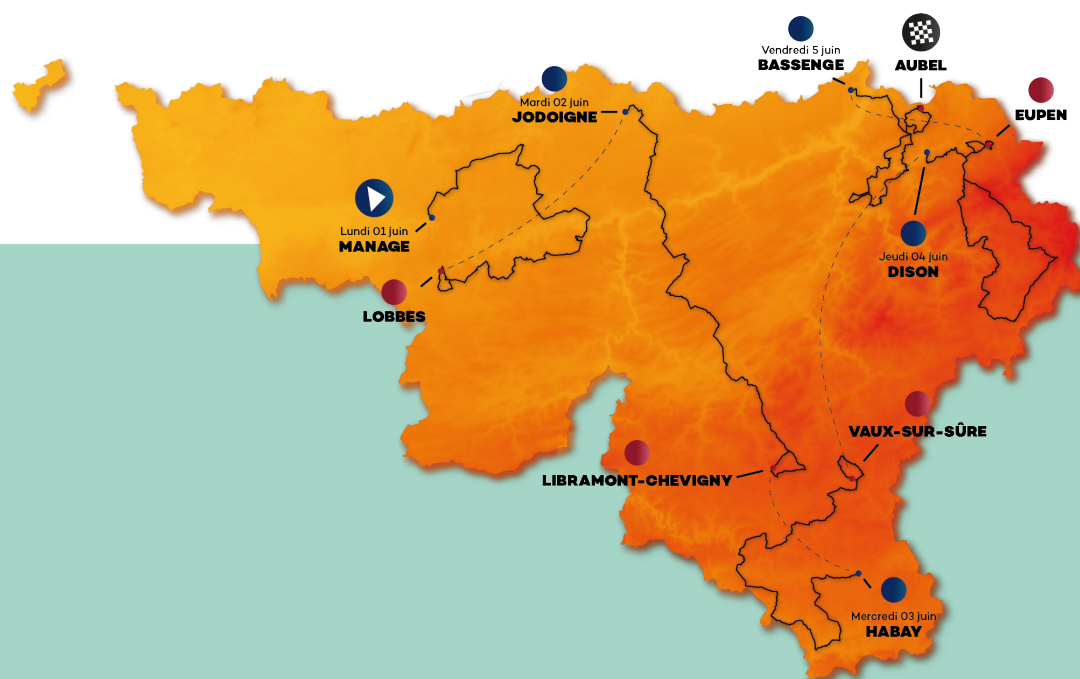 Vendredi 5 juin
BASSENGE
AUBEL
EUPEN
Mardi 02 juin
JODOIGNE
Lundi 01 juin
MANAGE
Jeudi 04 juin
DISON
LOBBES
VAUX-SUR-SÛRE
LIBRAMONT-CHEVIGNY
Mercredi 03 juin
HABAY